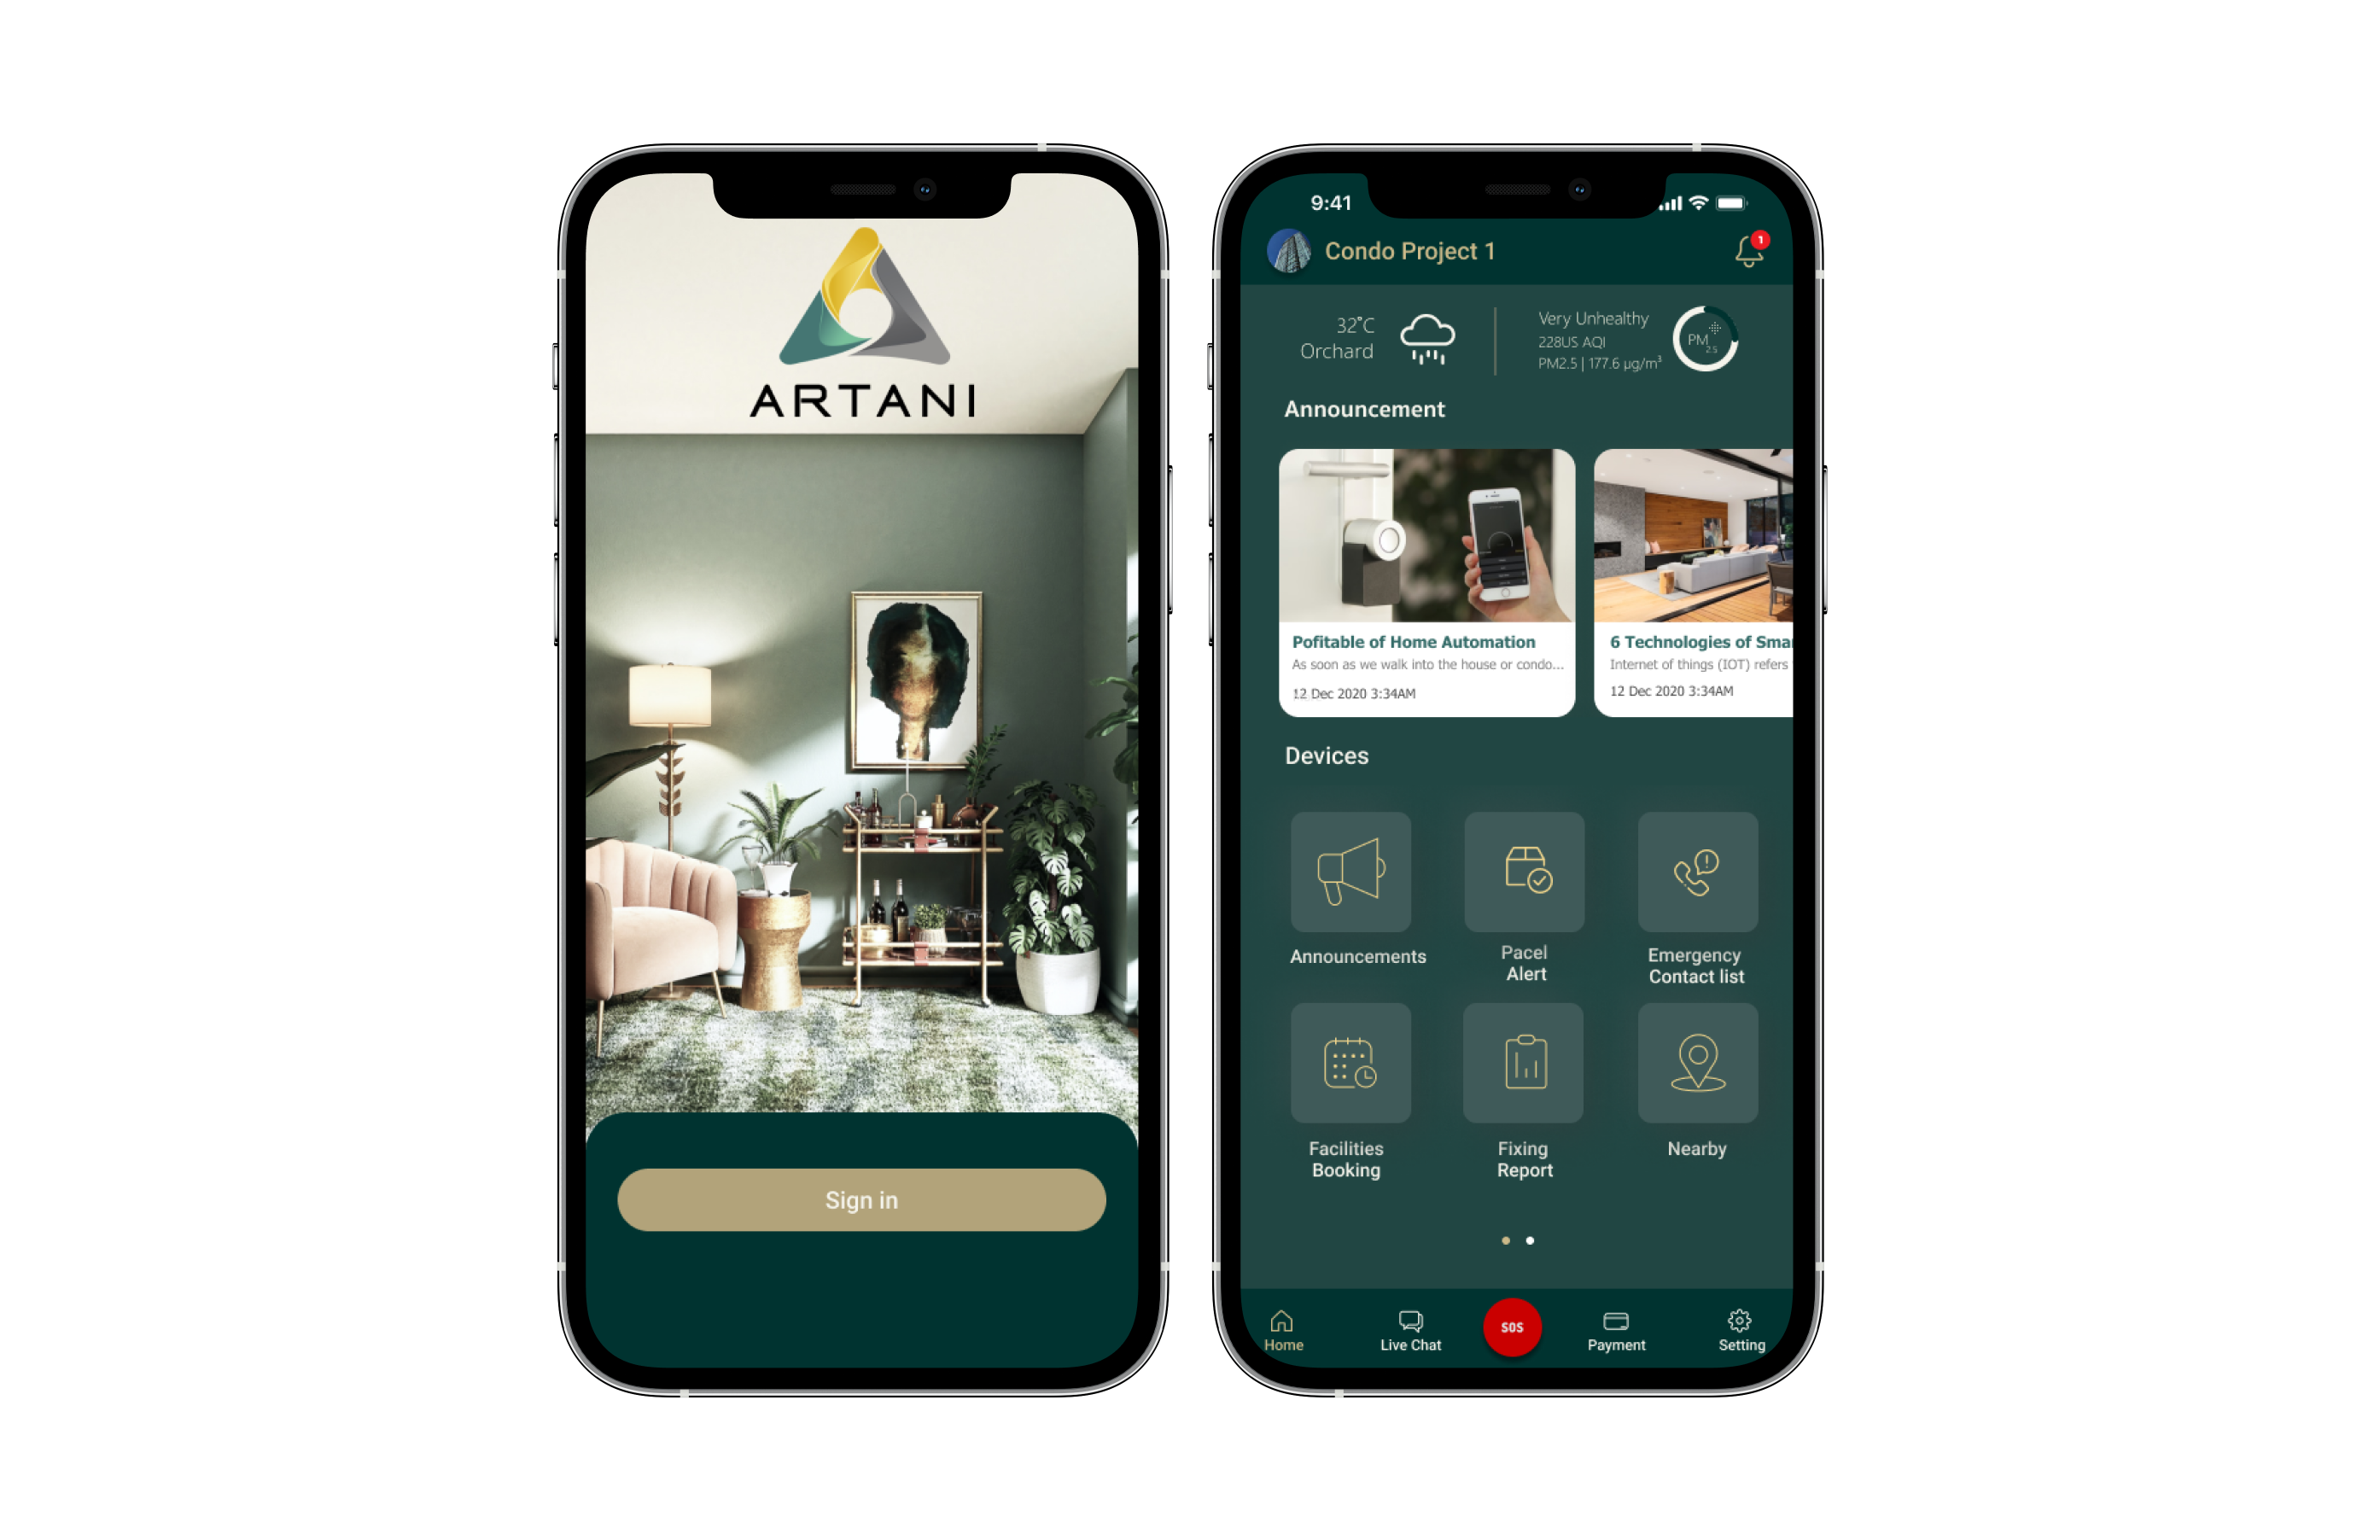 ARTANI
Sign in
9:41
Condo Project 1
1
32°C
Orchard
Very Unhealthy
228US AQI
PM2.5 | 177.6 µg/m³
PM
2.5
Announcement
Pofitable of Home Automation
As soon as we walk into the house or condo...
12 Dec 2020 3:34AM
6 Technologies of Smar
Internet of things (IOT) refers
12 Dec 2020 3:34AM
Devices
Announcements
Pacel
Alert
Emergency
Contact list
Facilities
Booking
Fixing
Report
Nearby
Home
Live Chat
SOS
Payment
Setting